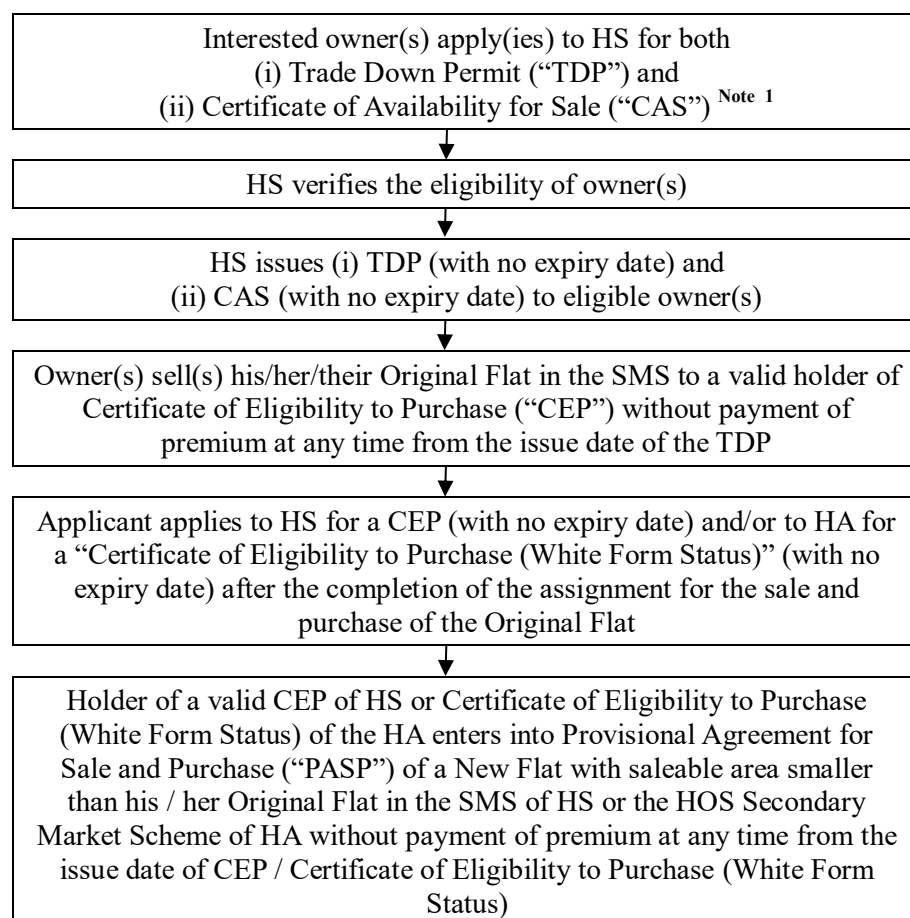 Interested owner(s) apply(ies) to HS for both
(i) Trade Down Permit (“TDP”) and
(ii) Certificate of Availability for Sale (“CAS”) Note 1
HS verifies the eligibility of owner(s)
HS issues (i) TDP (with no expiry date) and
(ii) CAS (with no expiry date) to eligible owner(s)
Owner(s) sell(s) his/her/their Original Flat in the SMS to a valid holder of
Certificate of Eligibility to Purchase (“CEP”) without payment of
premium at any time from the issue date of the TDP
Applicant applies to HS for a CEP (with no expiry date) and/or to HA for
a “Certificate of Eligibility to Purchase (White Form Status)” (with no
expiry date) after the completion of the assignment for the sale and
purchase of the Original Flat
Holder of a valid CEP of HS or Certificate of Eligibility to Purchase
(White Form Status) of the HA enters into Provisional Agreement for
Sale and Purchase (“PASP”) of a New Flat with saleable area smaller
than his / her Original Flat in the SMS of HS or the HOS Secondary
Market Scheme of HA without payment of premium at any time from the
issue date of CEP / Certificate of Eligibility to Purchase (White Form
Status)